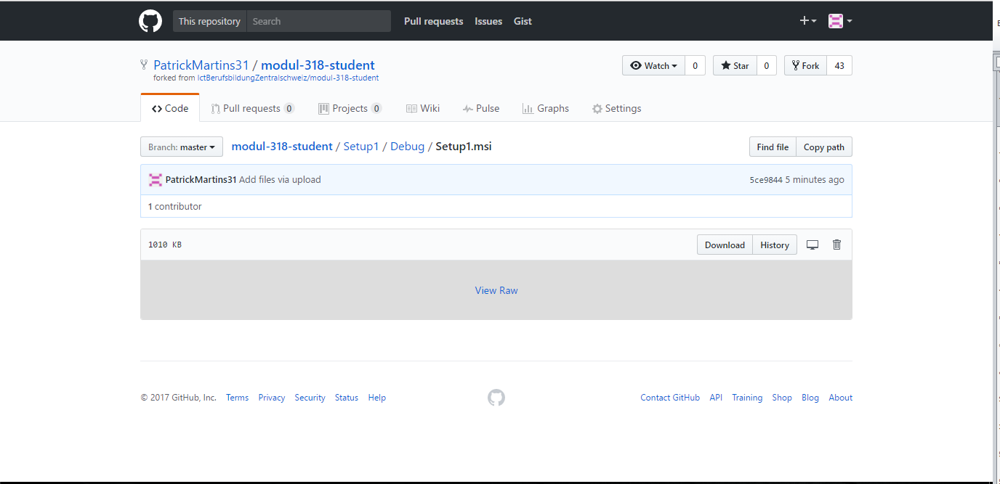 This repository Search Pull requests Issues Gist
PatrickMartins31 / modul-318-student Watch 0 Star 0 Fork 43
forked from IctBerufsbildungZentralschweiz/modul-318-student
Code Pull requests 0 Projects 0 Wiki Pulse Graphs Settings
Branch: master modul-318-student / Setup1 / Debug / Setup1.msi Find file Copy path
PatrickMartins31 Add files via upload 5ce9844 5 minutes ago
1 contributor
1010 KB Download History
View Raw
© 2017 GitHub, Inc. Terms Privacy Security Status Help Contact GitHub API Training Shop Blog About